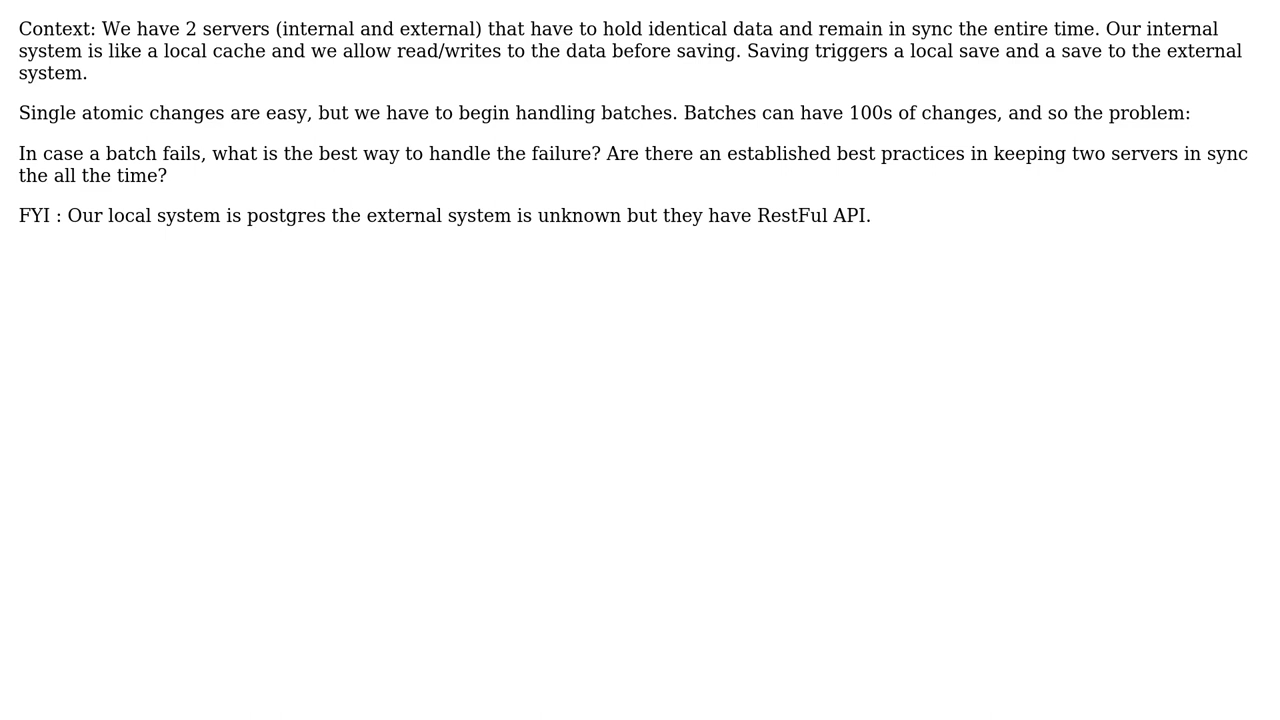 Context: We have 2 servers (internal and external) that have to hold identical data and remain in sync the entire time. Our internal
system is like a local cache and we allow read/writes to the data before saving. Saving triggers a local save and a save to the external
system.
Single atomic changes are easy, but we have to begin handling batches. Batches can have 100s of changes, and so the problem:
In case a batch fails, what is the best way to handle the failure? Are there an established best practices in keeping two servers in sync
the all the time?
FYI : Our local system is postgres the external system is unknown but they have RestFul API.